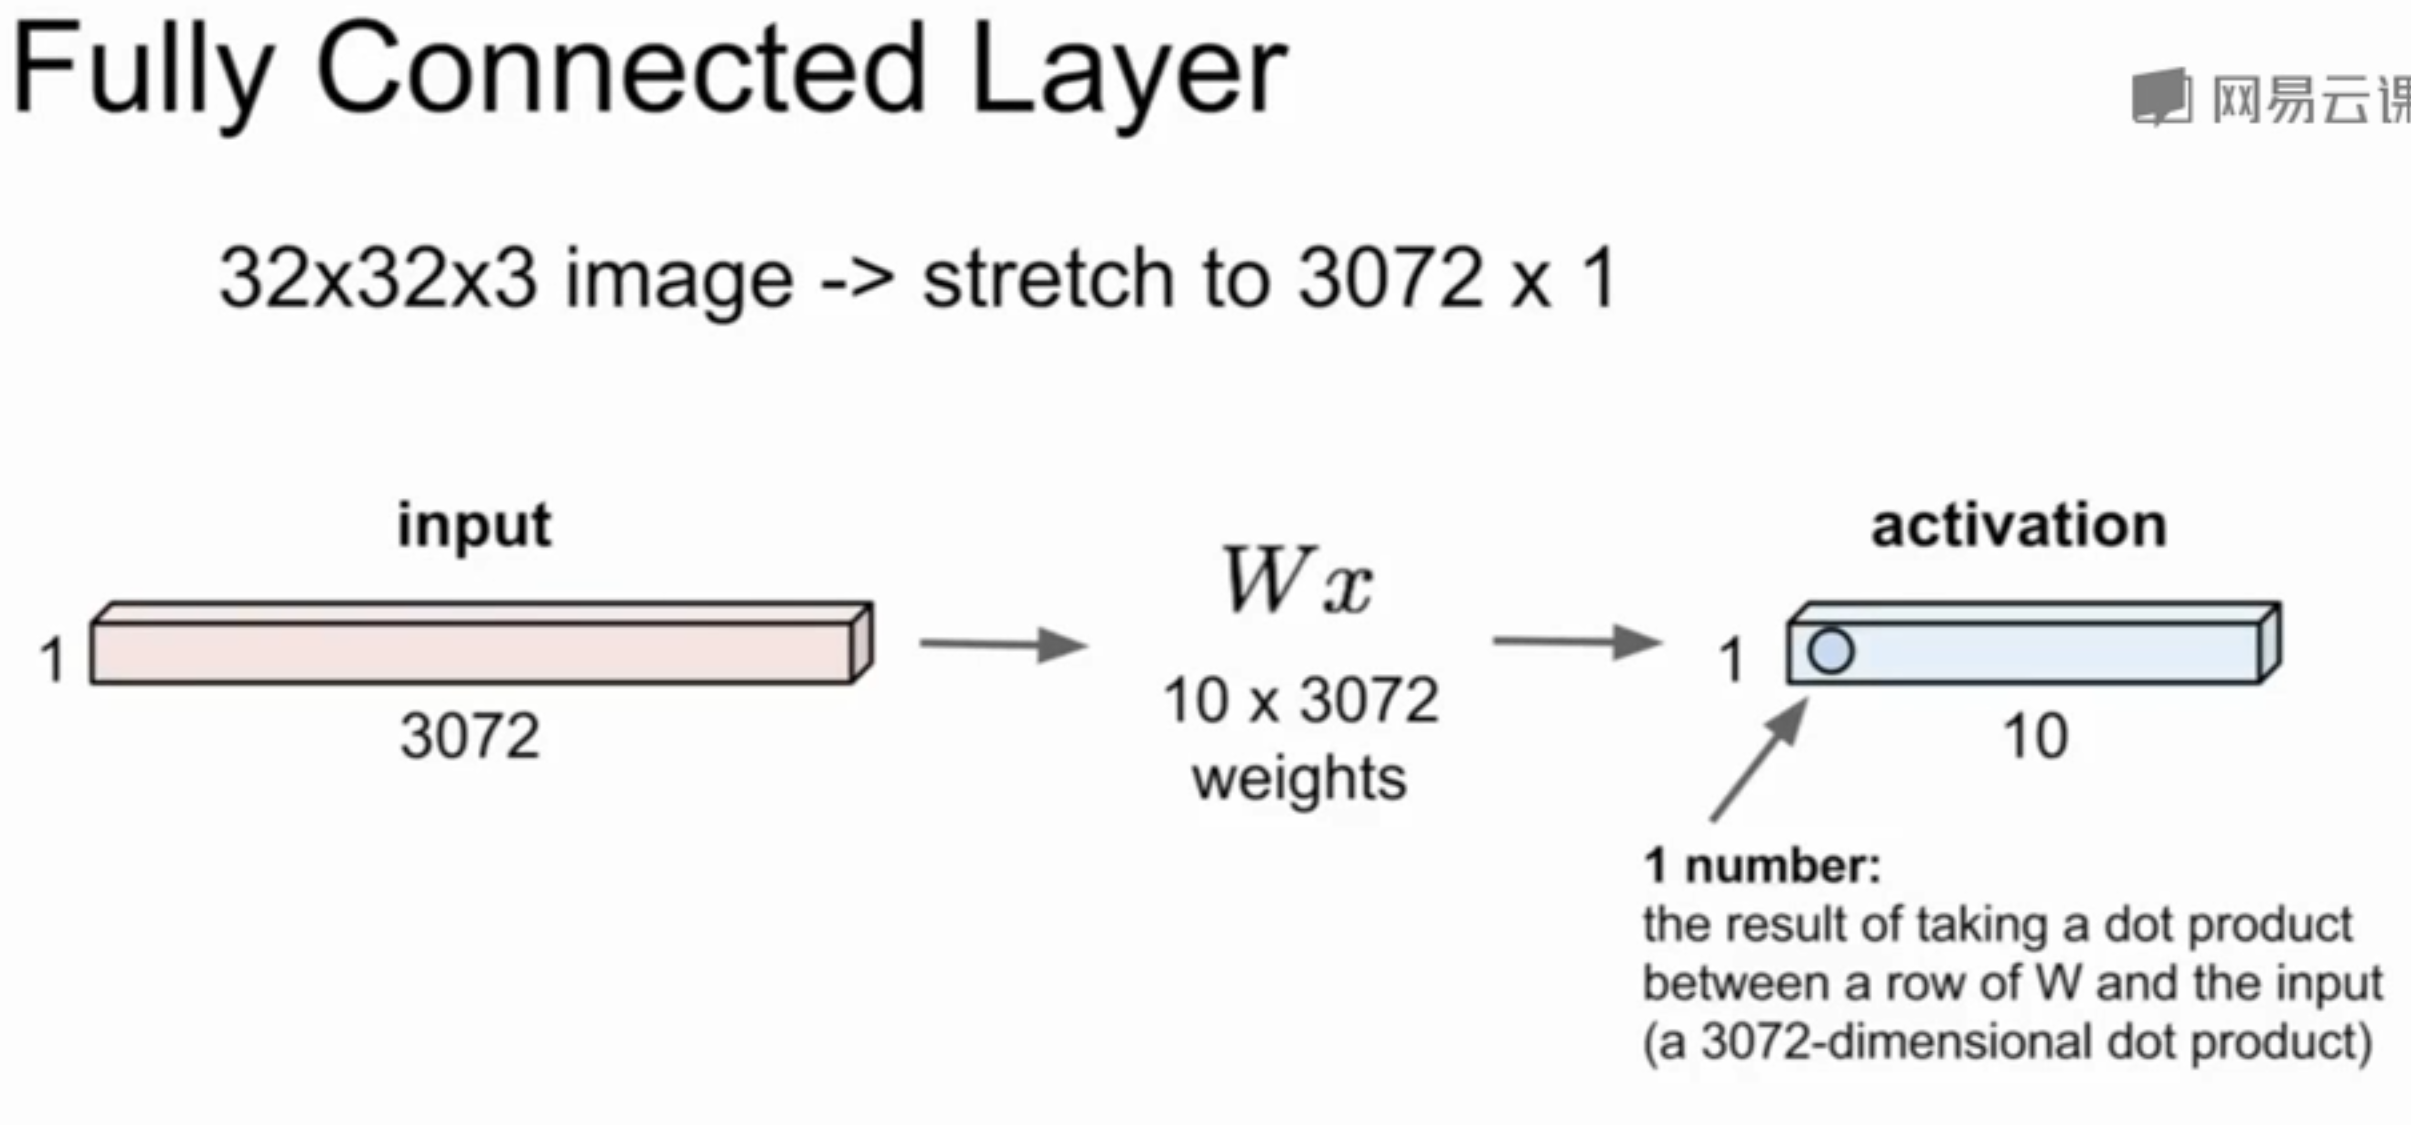 Fully Connected Layer
网易云课
32x32x3 image -> stretch to 3072 x 1
input
1
3072
Wx
10 x 3072
weights
activation
1
10
1 number:
the result of taking a dot product
between a row of W and the input
(a 3072-dimensional dot product)